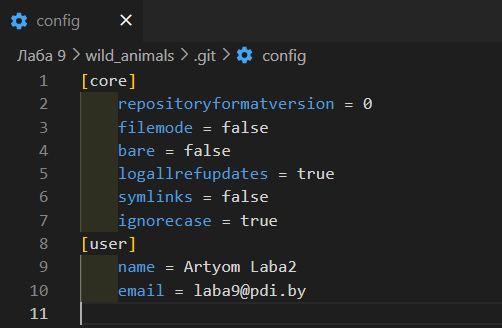 config
Лаба 9 > wild_animals > .git > config
1 [core]
2 repositoryformatversion = 0
3 filemode = false
4 bare = false
5 logallrefupdates = true
6 symlinks = false
7 ignorecase = true
8 [user]
9 name = Artyom Laba2
10 email = laba9@pdi.by
11